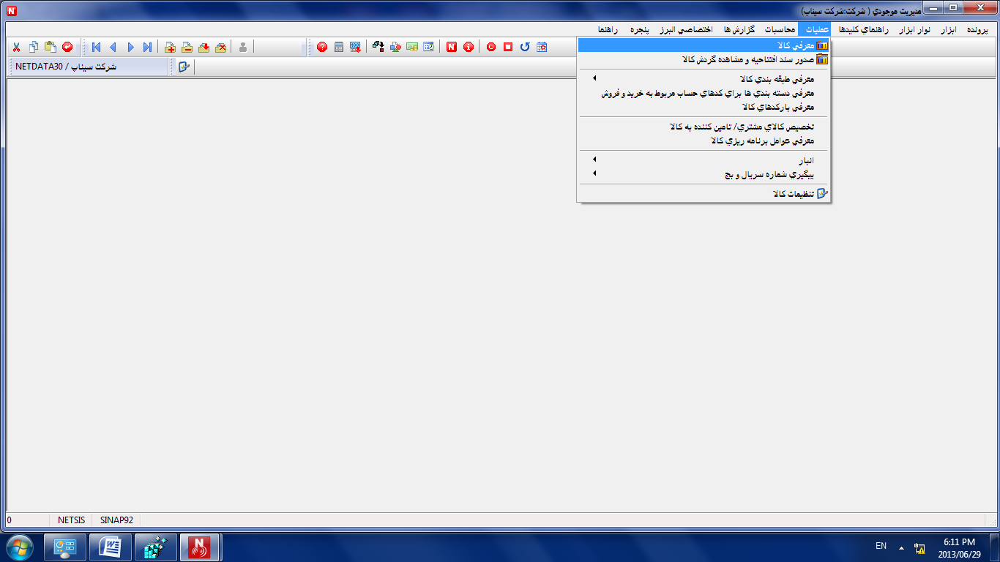 مديريت موجودي ( شركت:شركت سيناپ)
پرونده ابزار نوار ابزار راهنماي كليدها عمليات محاسبات گزارش ها اختصاصي البرز پنجره راهنما
معرفي كالا
صدور سند افتتاحيه و مشاهده گردش كالا
NETDATA30 / شركت سيناپ
معرفي طبقه بندي كالا
معرفي دسته بندي ها براي كدهاي حساب مربوط به خريد و فروش
معرفي باركدهاي كالا
تخصيص كالاي مشتري/ تامين كننده به كالا
معرفي عوامل برنامه ريزي كالا
انبار
پيگيري شماره سريال و بچ
تنظيمات كالا
0 NETSIS SINAP92
EN
6:11 PM
2013/06/29